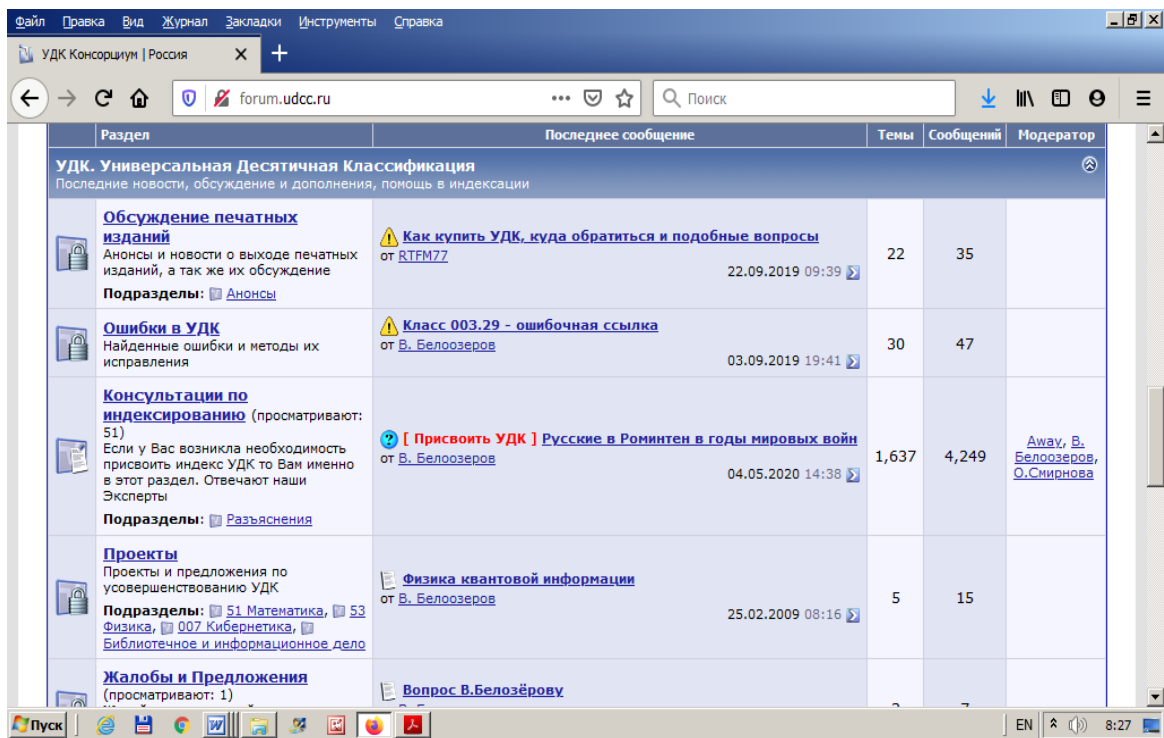 Файл Правка Вид Журнал Закладки Инструменты Справка
УДК Консорциум | Россия
forum.udcc.ru
Поиск
Раздел Последнее сообщение Темы Сообщений Модератор
УДК. Универсальная Десятичная Классификация
Последние новости, обсуждение и дополнения, помощь в индексации
Обсуждение печатных
изданий
Анонсы и новости о выходе печатных
изданий, а так же их обсуждение
Подразделы: Анонсы
Как купить УДК, куда обратиться и подобные вопросы
от RTFM77
22.09.2019 09:39
22
35
Ошибки в УДК
Найденные ошибки и методы их
исправления
Класс 003.29 - ошибочная ссылка
от В. Белоозеров
03.09.2019 19:41
30
47
Консультации по
индексированию (просматривают:
51)
Если у Вас возникла необходимость
присвоить индекс УДК то Вам именно
в этот раздел. Отвечают наши
Эксперты
Подразделы: Разъяснения
[ Присвоить УДК ] Русские в Роминтен в годы мировых войн
от В. Белоозеров
04.05.2020 14:38
1,637
4,249
Away, В.
Белоозеров,
О.Смирнова
Проекты
Проекты и предложения по
усовершенствованию УДК
Подразделы: 51 Математика, 53
Физика, 007 Кибернетика,
Библиотечное и информационное дело
Физика квантовой информации
от В. Белоозеров
25.02.2009 08:16
5
15
Жалобы и Предложения
(просматривают: 1)
Вопрос В.Белозёрову
Пуск
EN
8:27